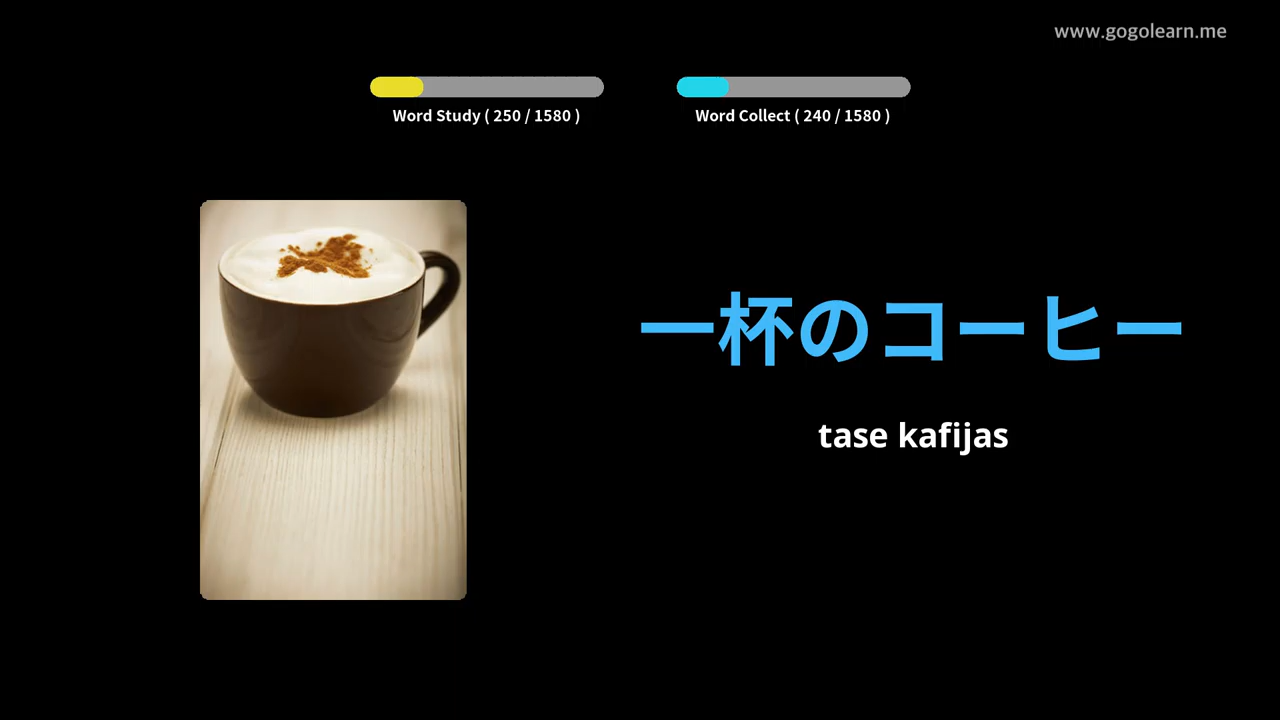 www.gogolearn.me
Word Study ( 250 / 1580 )
Word Collect ( 240 / 1580 )
一杯のコーヒー
tase kafijas